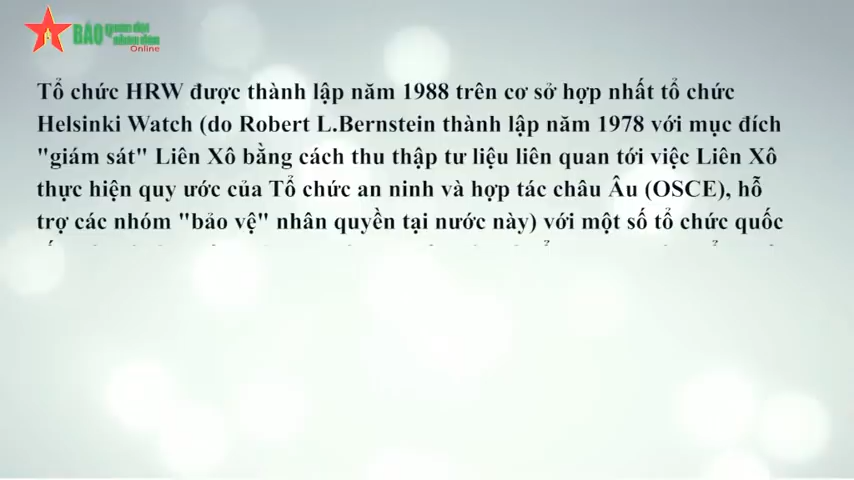 BÁO QUÂN ĐỘI NHÂN DÂN
Online
Tổ chức HRW được thành lập năm 1988 trên cơ sở hợp nhất tổ chức
Helsinki Watch (do Robert L.Bernstein thành lập năm 1978 với mục đích
"giám sát" Liên Xô bằng cách thu thập tư liệu liên quan tới việc Liên Xô
thực hiện quy ước của Tổ chức an ninh và hợp tác châu Âu (OSCE), hỗ
trợ các nhóm "bảo vệ" nhân quyền tại nước này) với một số tổ chức quốc